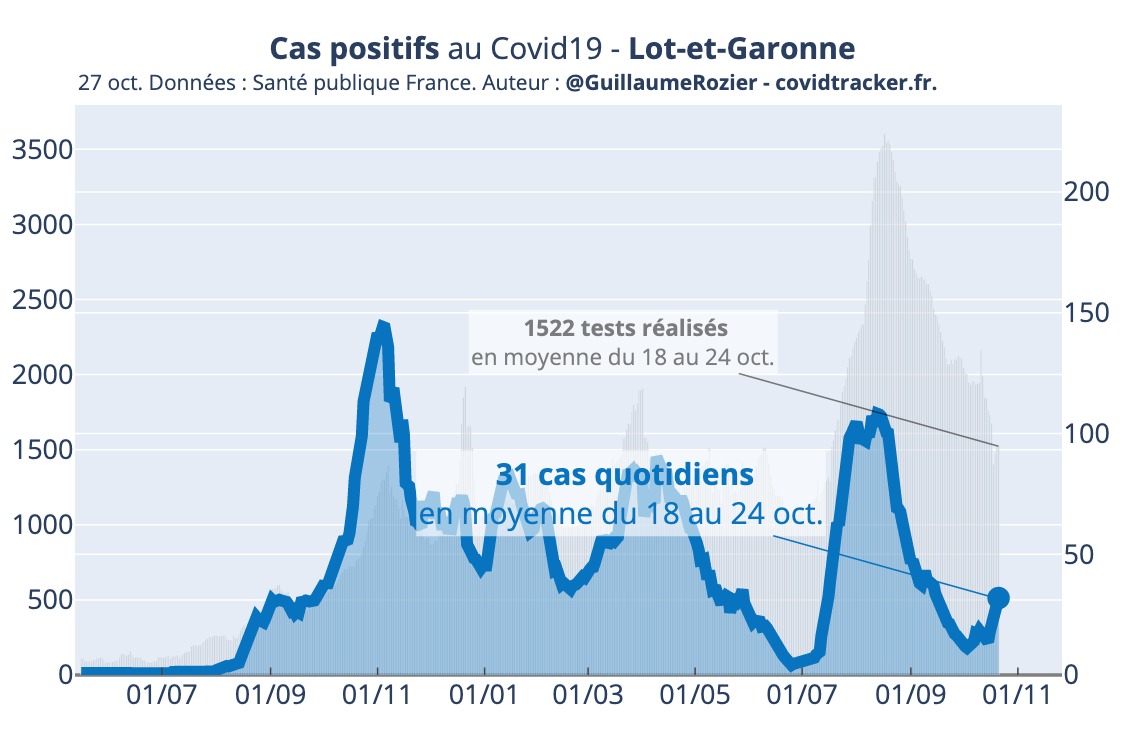 Cas positifs au Covid19 - Lot-et-Garonne
27 oct. Données : Santé publique France. Auteur : @GuillaumeRozier - covidtracker.fr.
3500
3000
2500
2000
1500
1000
500
0
200
150
100
50
0
1522 tests réalisés
en moyenne du 18 au 24 oct.
31 cas quotidiens
en moyenne du 18 au 24 oct.
01/07 01/09 01/11 01/01 01/03 01/05 01/07 01/09 01/11